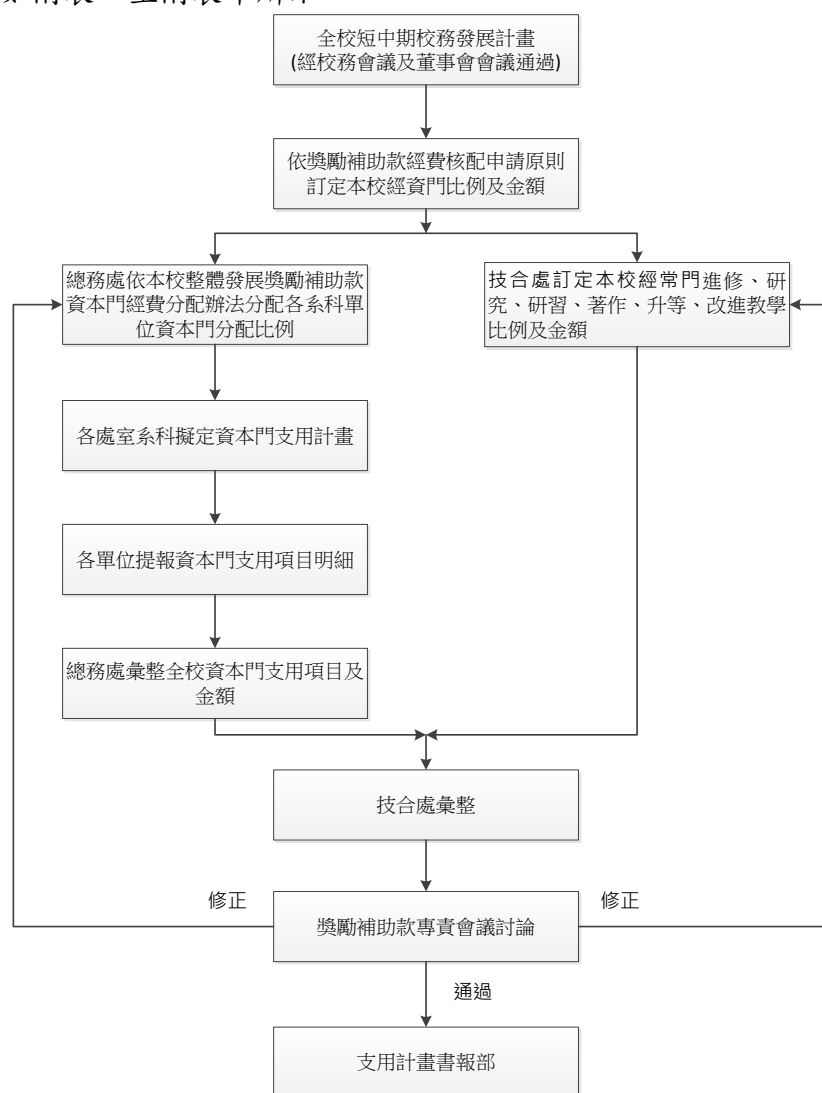 全校短中期校務發展計畫
(經校務會議及董事會會議通過)
依獎勵補助款經費核配申請原則
訂定本校經資門比例及金額
總務處依本校整體發展獎勵補助款
資本門經費分配辦法分配各系科單
位資本門分配比例
技合處訂定本校經常門進修、研
究、研習、著作、升等、改進教學
比例及金額
各處室系科擬定資本門支用計畫
各單位提報資本門支用項目明細
總務處彙整全校資本門支用項目及
金額
技合處彙整
修正
獎勵補助款專責會議討論
修正
通過
支用計畫書報部